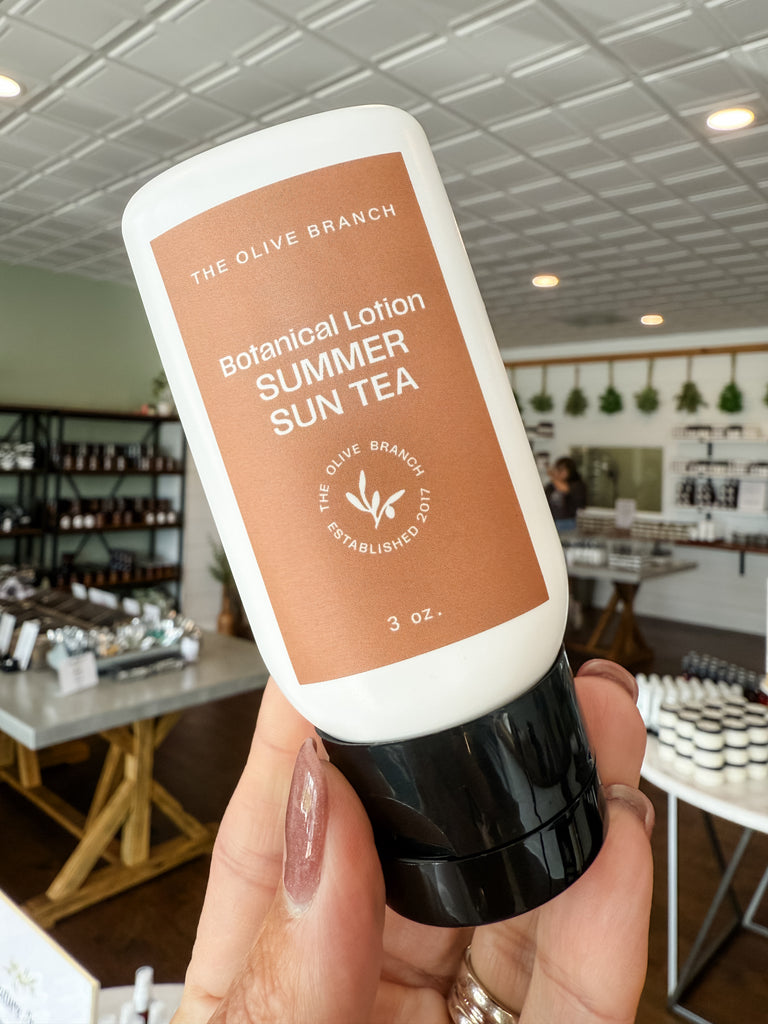 THE OLIVE BRANCH
Botanical Lotion
SUMMER
SUN TEA
THE OLIVE BRANCH
ESTABLISHED 2017
3 oz.